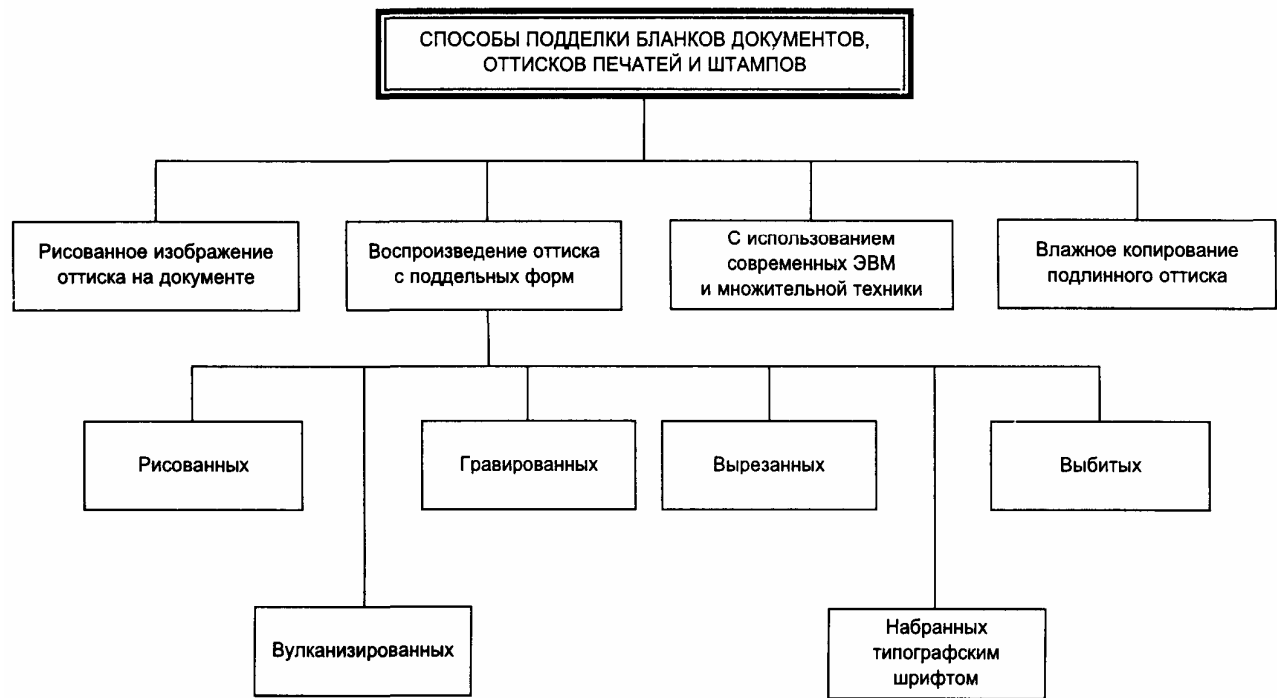 СПОСОБЫ ПОДДЕЛКИ БЛАНКОВ ДОКУМЕНТОВ,
ОТТИСКОВ ПЕЧАТЕЙ И ШТАМПОВ
Рисованное изображение
оттиска на документе
Воспроизведение оттиска
с поддельных форм
С использованием
современных ЭВМ
и множительной техники
Влажное копирование
подлинного оттиска
Рисованных
Гравированных
Вырезанных
Выбитых
Вулканизированных
Набранных
типографским
шрифтом